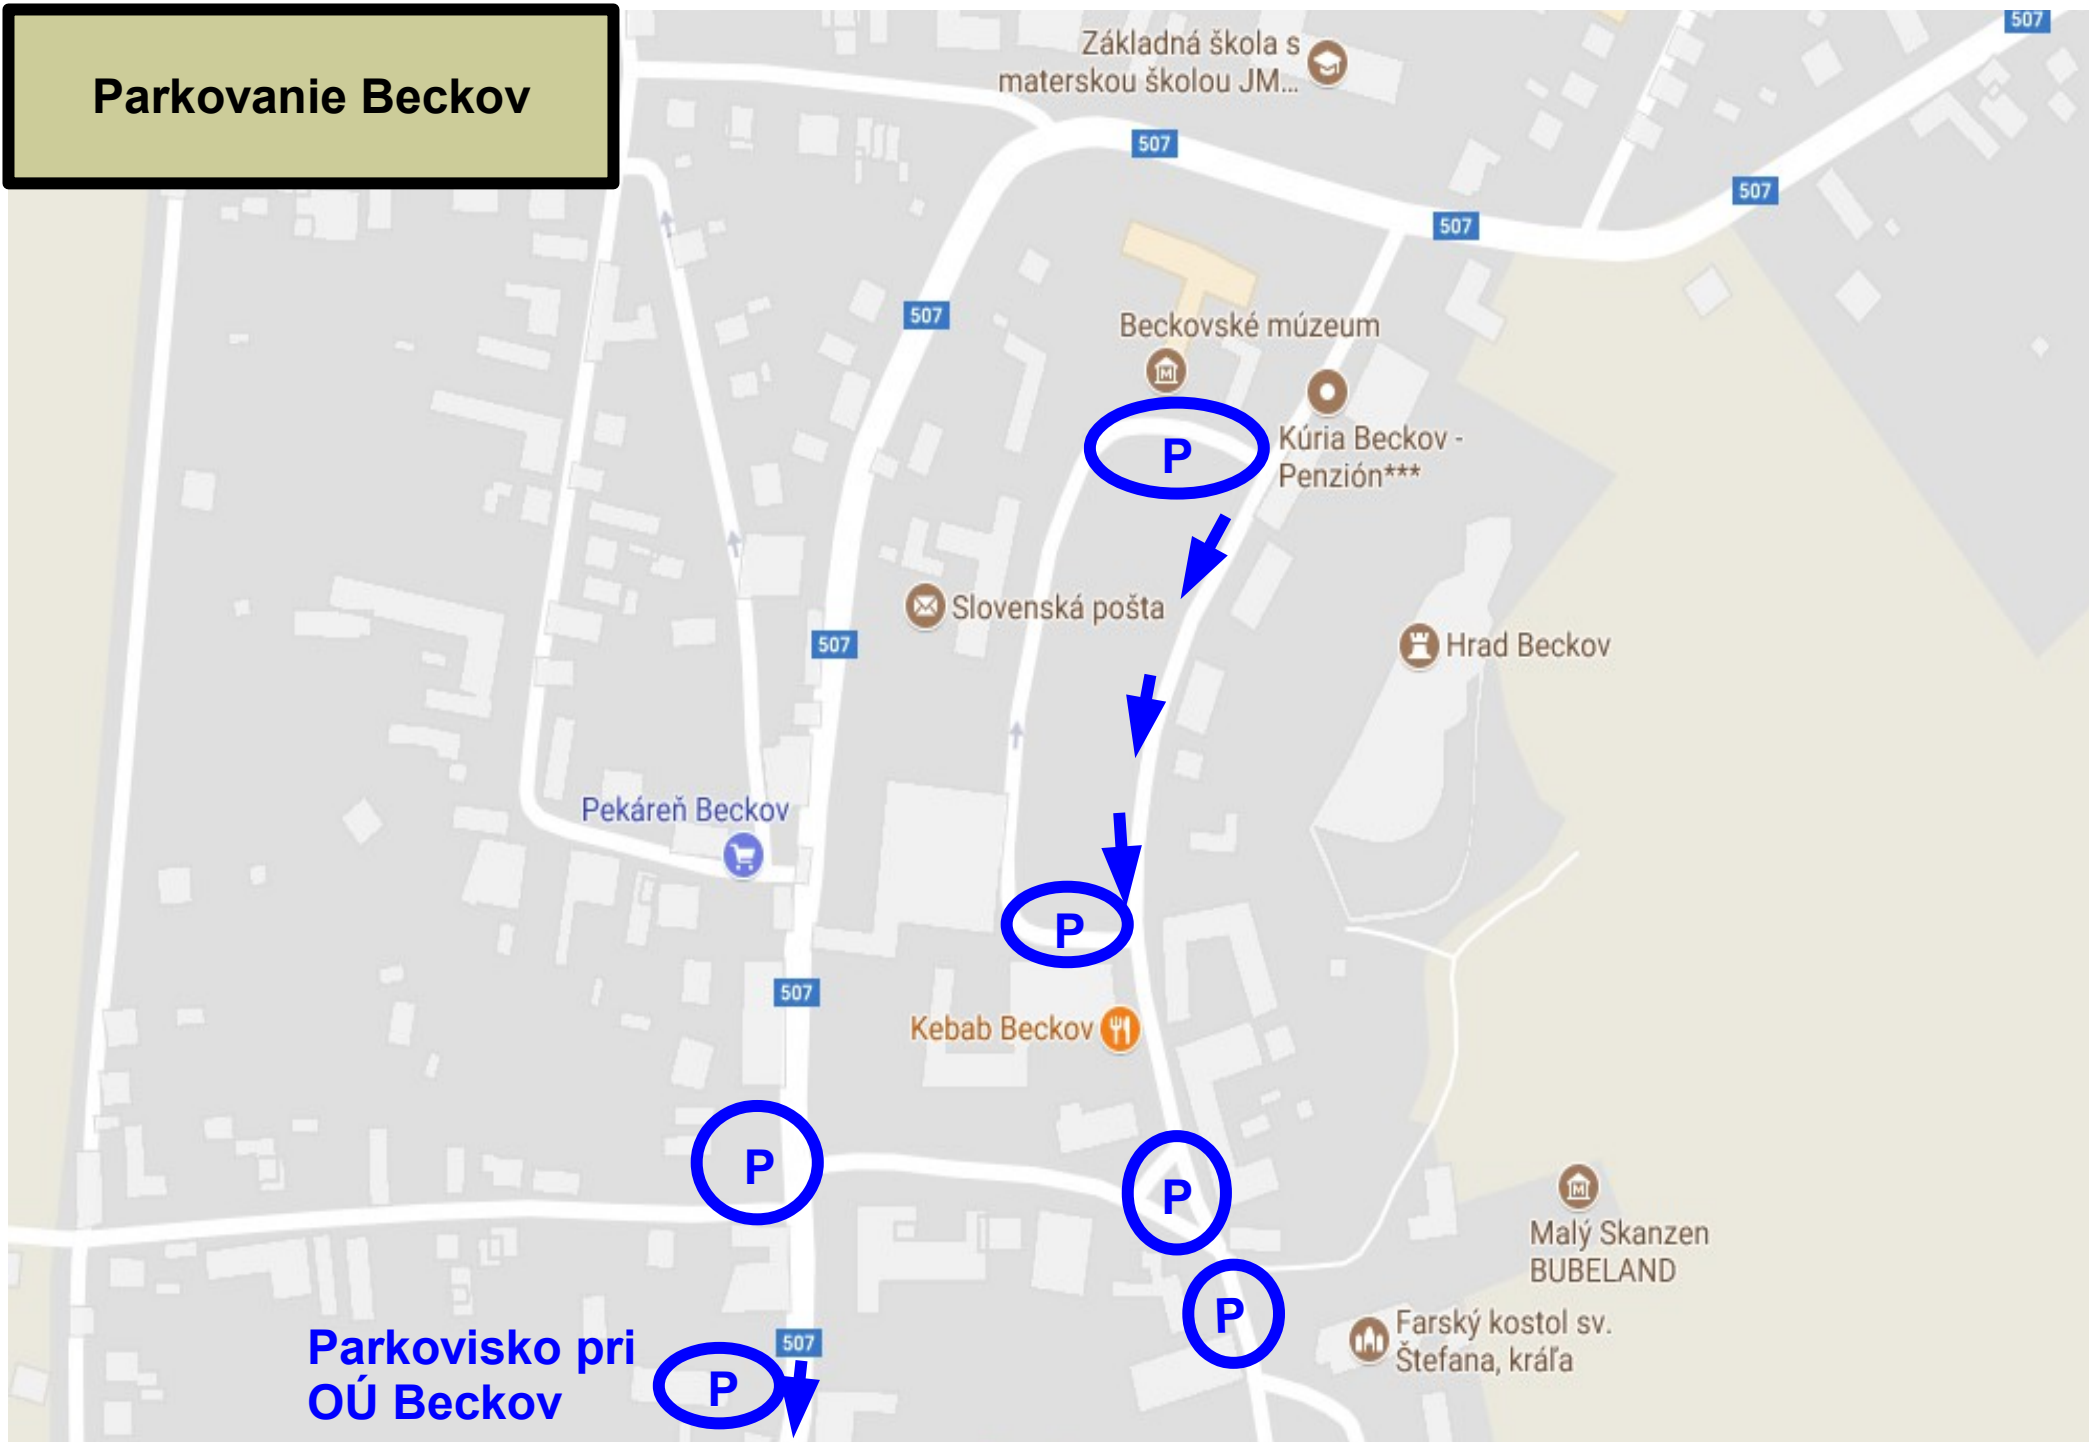 Parkovanie Beckov
507
Základná škola s
materskou školou JM...
507
507
507
507
Beckovské múzeum
Kúria Beckov -
Penzión***
P
Slovenská pošta
507
Hrad Beckov
Pekáreň Beckov
P
507
Kebab Beckov
P
P
Malý Skanzen
BUBELAND
P
Farský kostol sv.
Štefana, kráľa
507
Parkovisko pri
OÚ Beckov
P